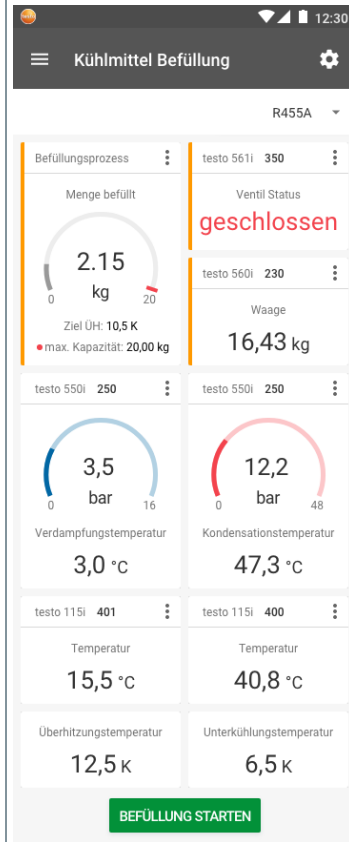 12:30
Kühlmittel Befüllung
R455A
Befüllungsprozess
Menge befüllt
2.15
kg
0
20
Ziel ÜH: 10,5 K
max. Kapazität: 20,00 kg
testo 561i 350
Ventil Status
geschlossen
testo 560i 230
Waage
16,43 kg
testo 550i 250
3,5
bar
0
16
Verdampfungstemperatur
3,0 °C
testo 550i 250
12,2
bar
0
48
Kondensationstemperatur
47,3 °C
testo 115i 401
Temperatur
15,5 °C
testo 115i 400
Temperatur
40,8 °C
Überhitzungstemperatur
12,5 K
Unterkühlungstemperatur
6,5 K
BEFÜLLUNG STARTEN